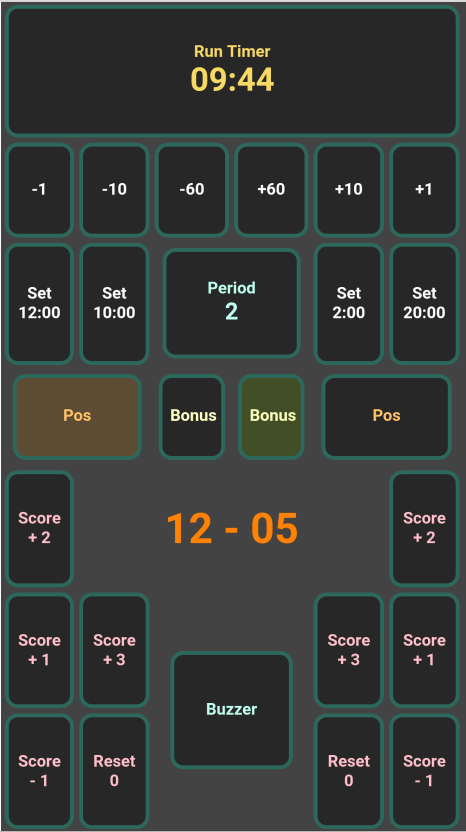 Run Timer
09:44
-1
-10
-60
+60
+10
+1
Set
12:00
Set
10:00
Period
2
Set
2:00
Set
20:00
Pos
Bonus
Bonus
Pos
Score
+ 2
12 - 05
Score
+ 2
Score
+ 1
Score
+ 3
Score
+ 3
Score
+ 1
Buzzer
Score
- 1
Reset
0
Reset
0
Score
- 1